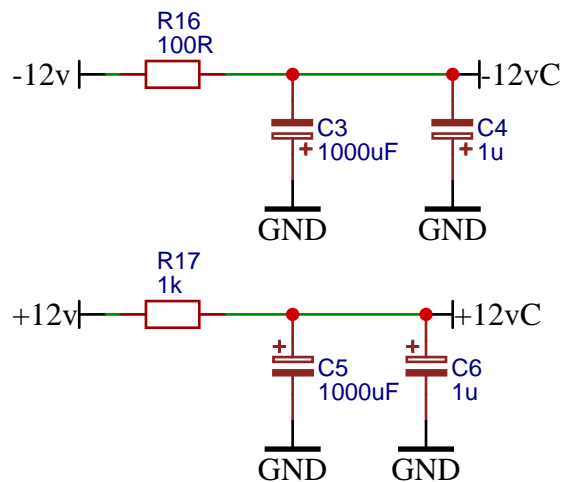 R16
100R
-12v
-12vC
C3
1000uF
C4
1u
+
+
GND
GND
R17
1k
+12v
+12vC
+
+
C5
1000uF
C6
1u
GND
GND